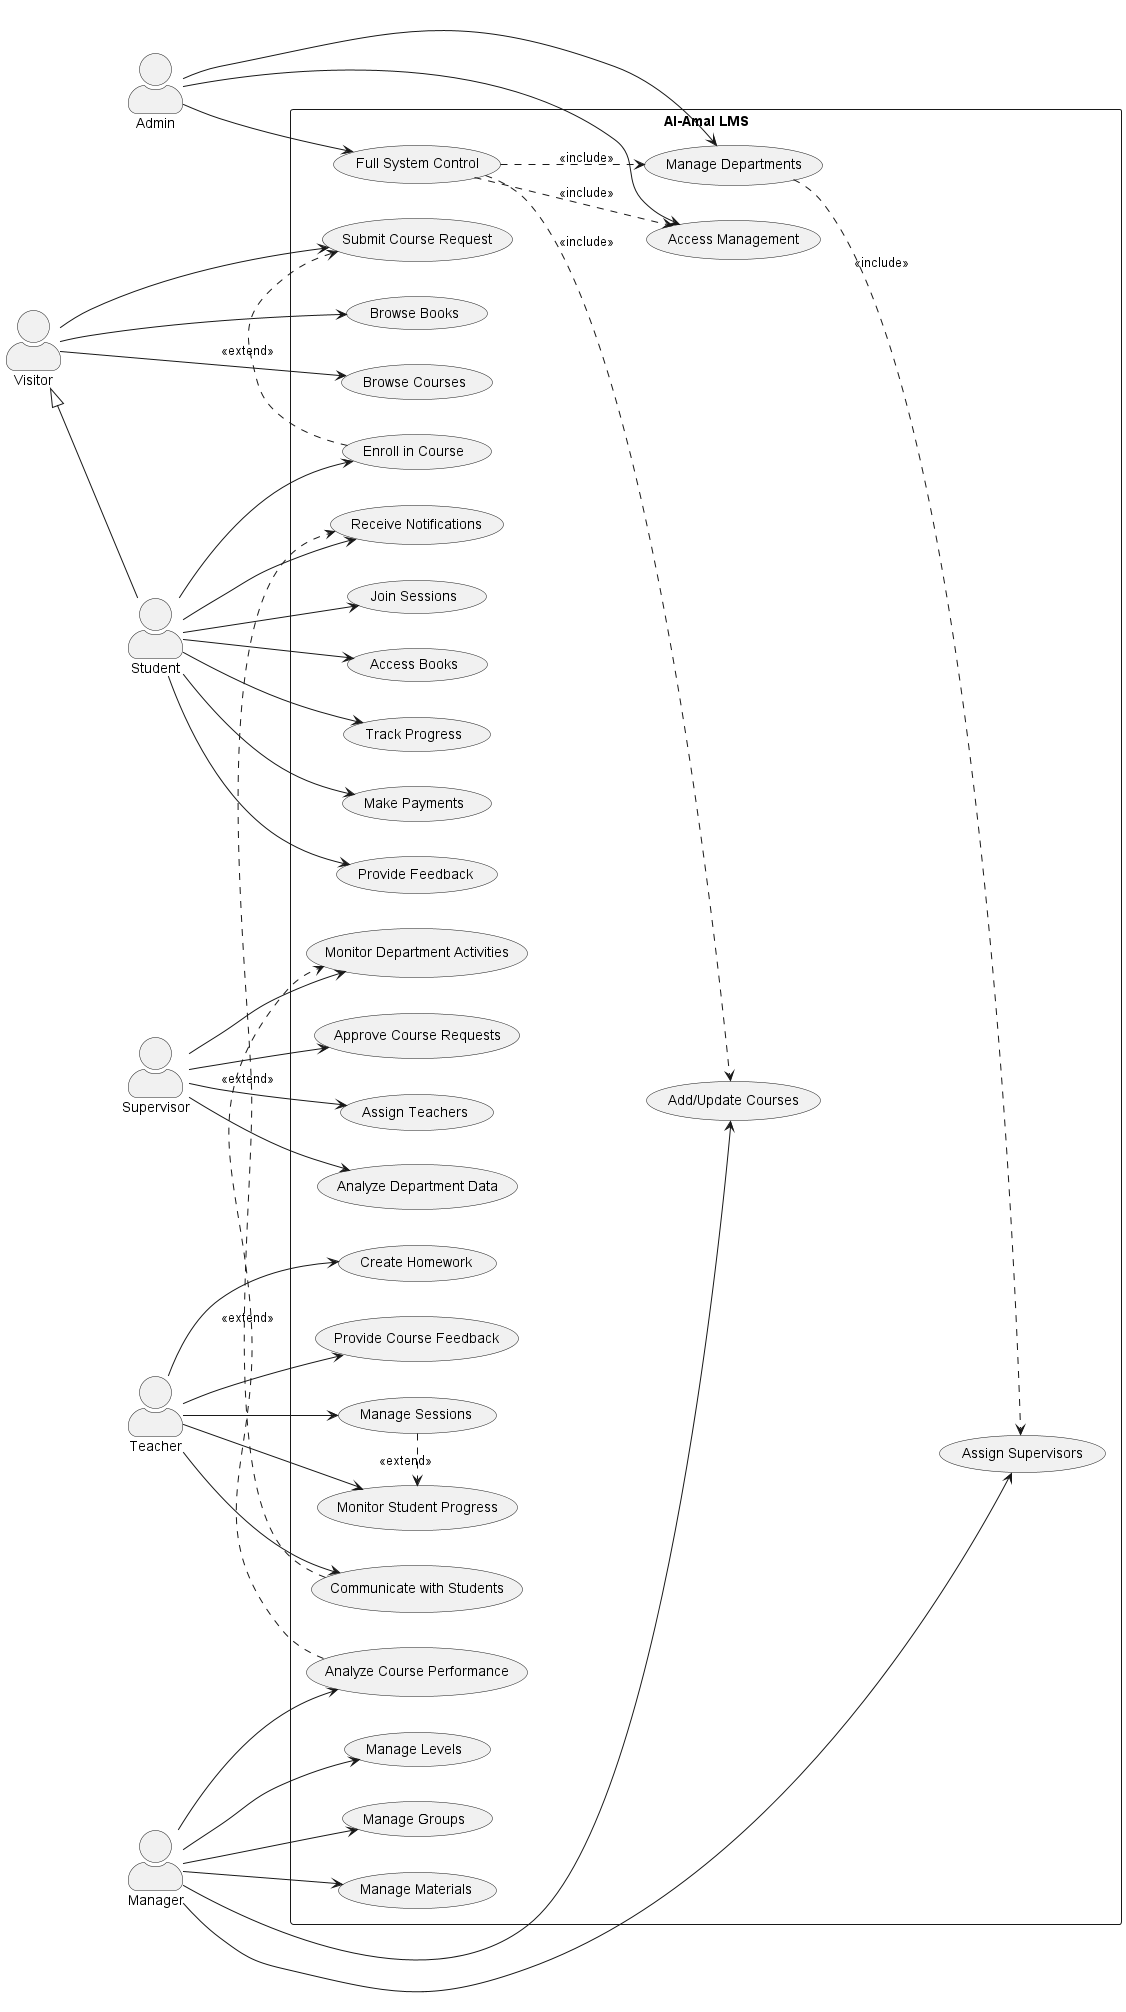 Admin
Al-Amal LMS
Full System Control
«include»
Manage Departments
«include»
Submit Course Request
«include»
Access Management
«include»
Browse Books
Visitor
«extend»
Browse Courses
Enroll in Course
Receive Notifications
Join Sessions
Student
Access Books
Track Progress
Make Payments
Provide Feedback
Monitor Department Activities
Approve Course Requests
«extend»
Supervisor
Assign Teachers
Add/Update Courses
Analyze Department Data
Create Homework
«extend»
Provide Course Feedback
Manage Sessions
Teacher
«extend»
Assign Supervisors
Monitor Student Progress
Communicate with Students
Analyze Course Performance
Manage Levels
Manage Groups
Manager
Manage Materials